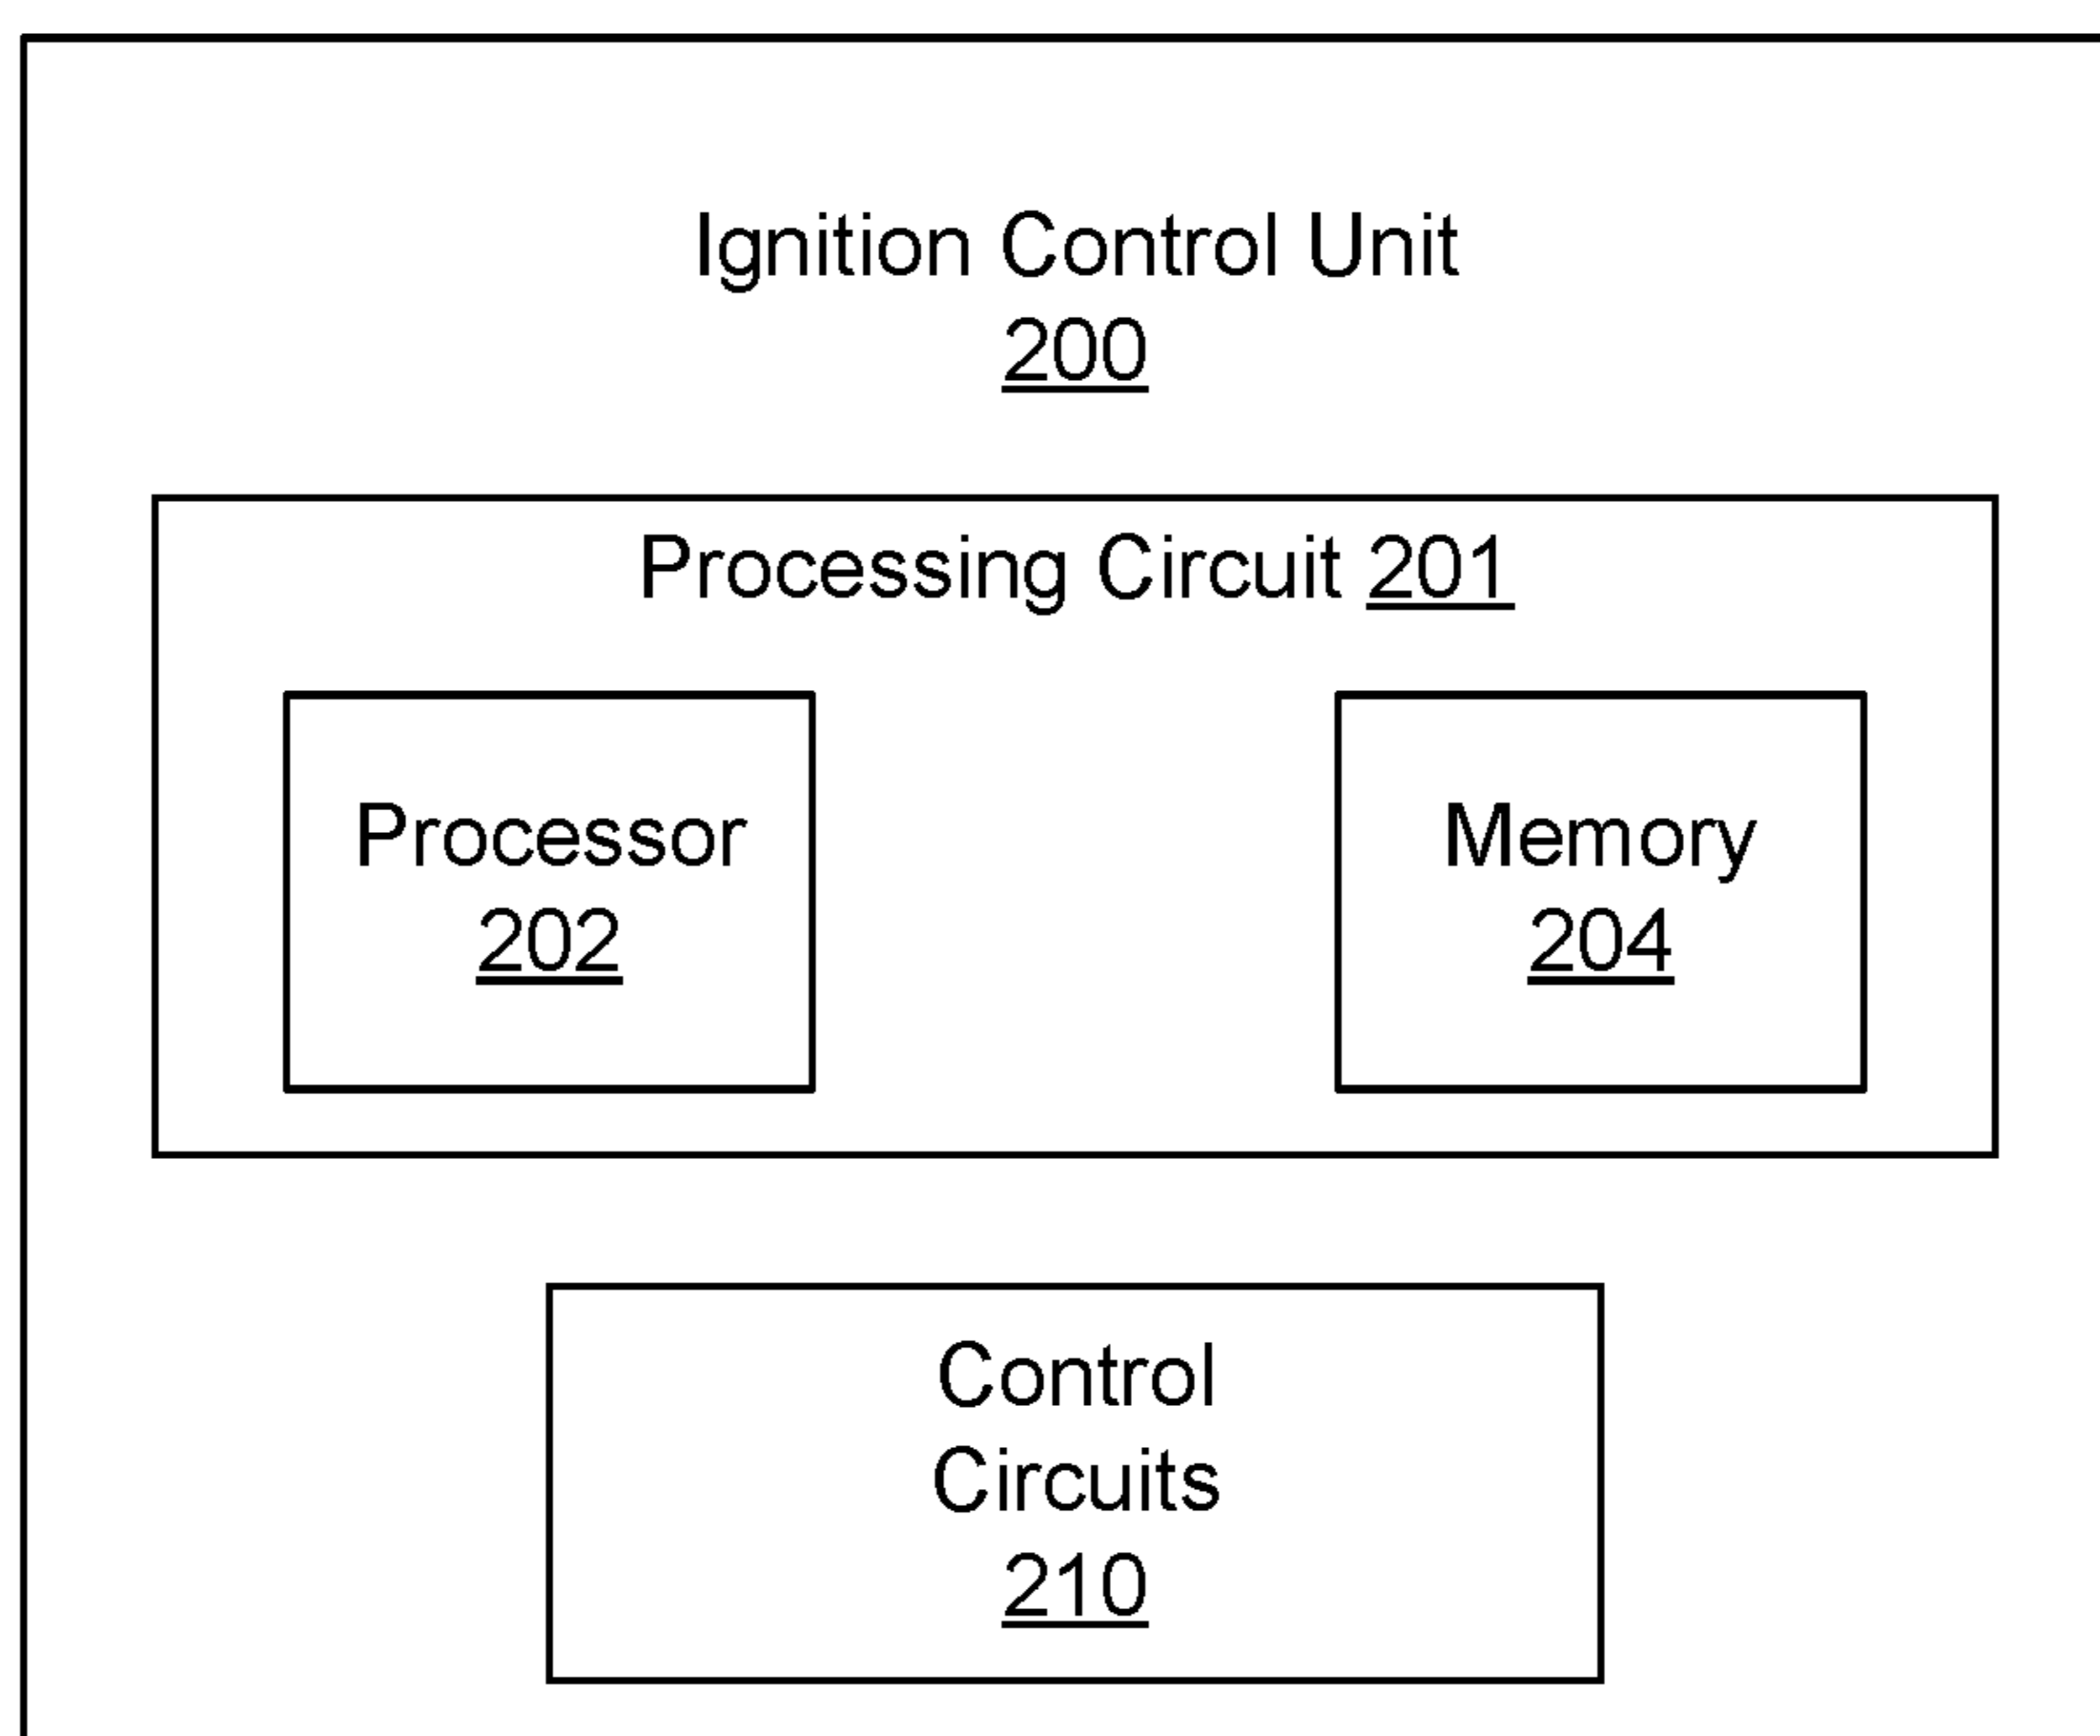 Ignition Control Unit
200
Processing Circuit 201
Processor
202
Memory
204
Control
Circuits
210